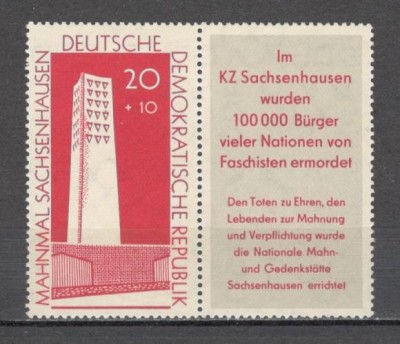 DEUTSCHE
DEMOKRATISCHE REPUBLIK
MAHNMAL SACHSENHAUSEN
20
+ 10
Im
KZ Sachsenhausen
wurden
100 000 Bürger
vieler Nationen von
Faschisten ermordet
Den Toten zu Ehren, den
Lebenden zur Mahnung
und Verpflichtung wurde
die Nationale Mahn-
und Gedenkstätte
Sachsenhausen errichtet